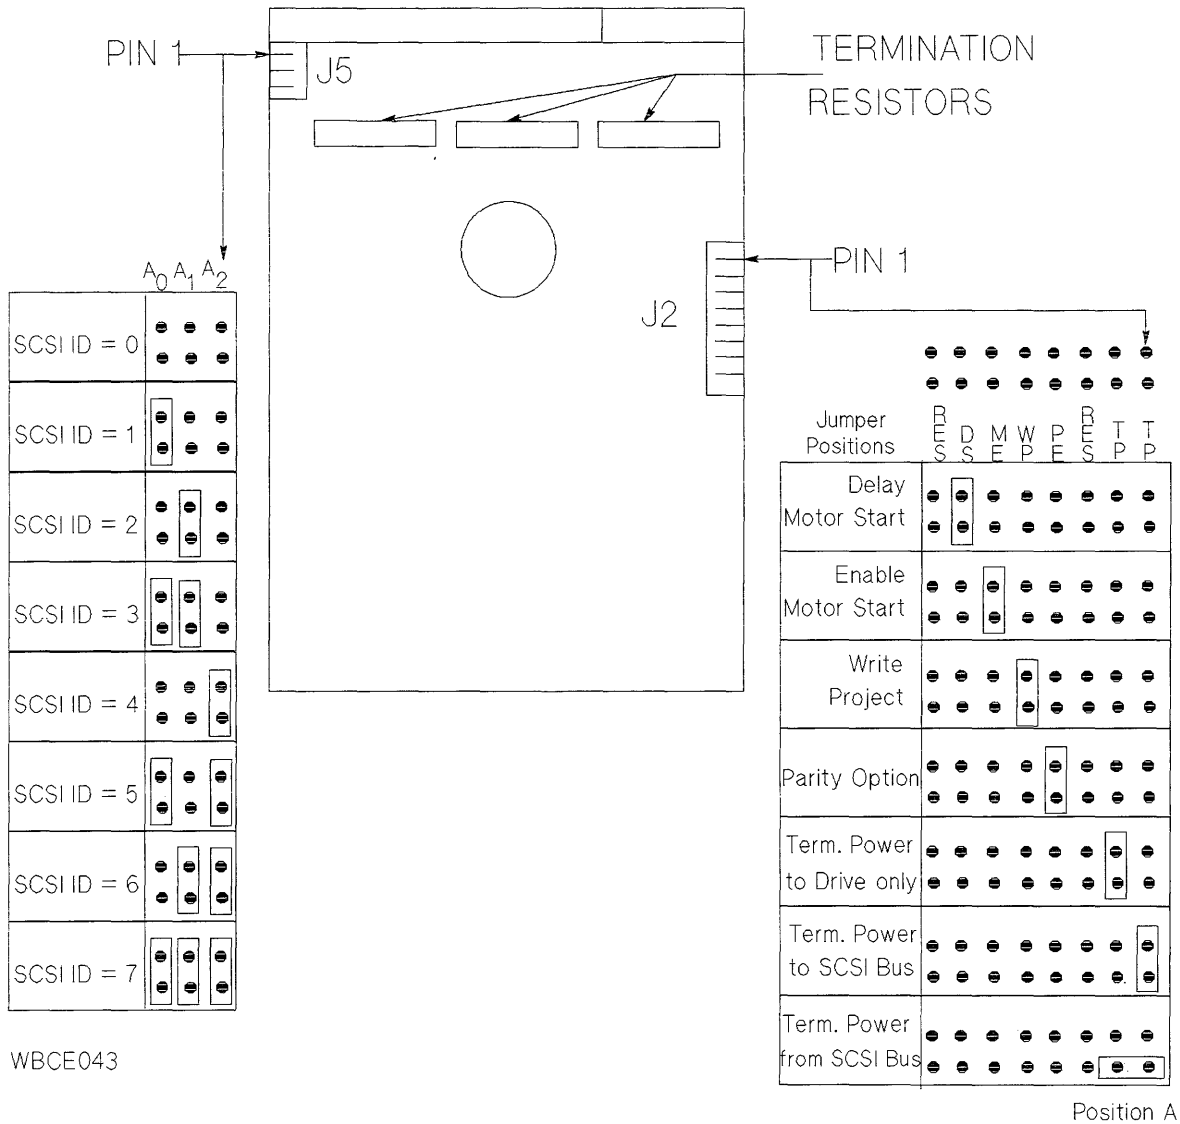 PIN 1
J5
TERMINATION
RESISTORS
PIN 1
J2
A0 A1 A2
SCSI ID = 0
SCSI ID = 1
SCSI ID = 2
SCSI ID = 3
SCSI ID = 4
SCSI ID = 5
SCSI ID = 6
SCSI ID = 7
WBCE043
Jumper
Positions
RES DS ME WP PE RES TP TP
Delay
Motor Start
Enable
Motor Start
Write
Project
Parity Option
Term. Power
to Drive only
Term. Power
to SCSI Bus
Term. Power
from SCSI Bus
Position A